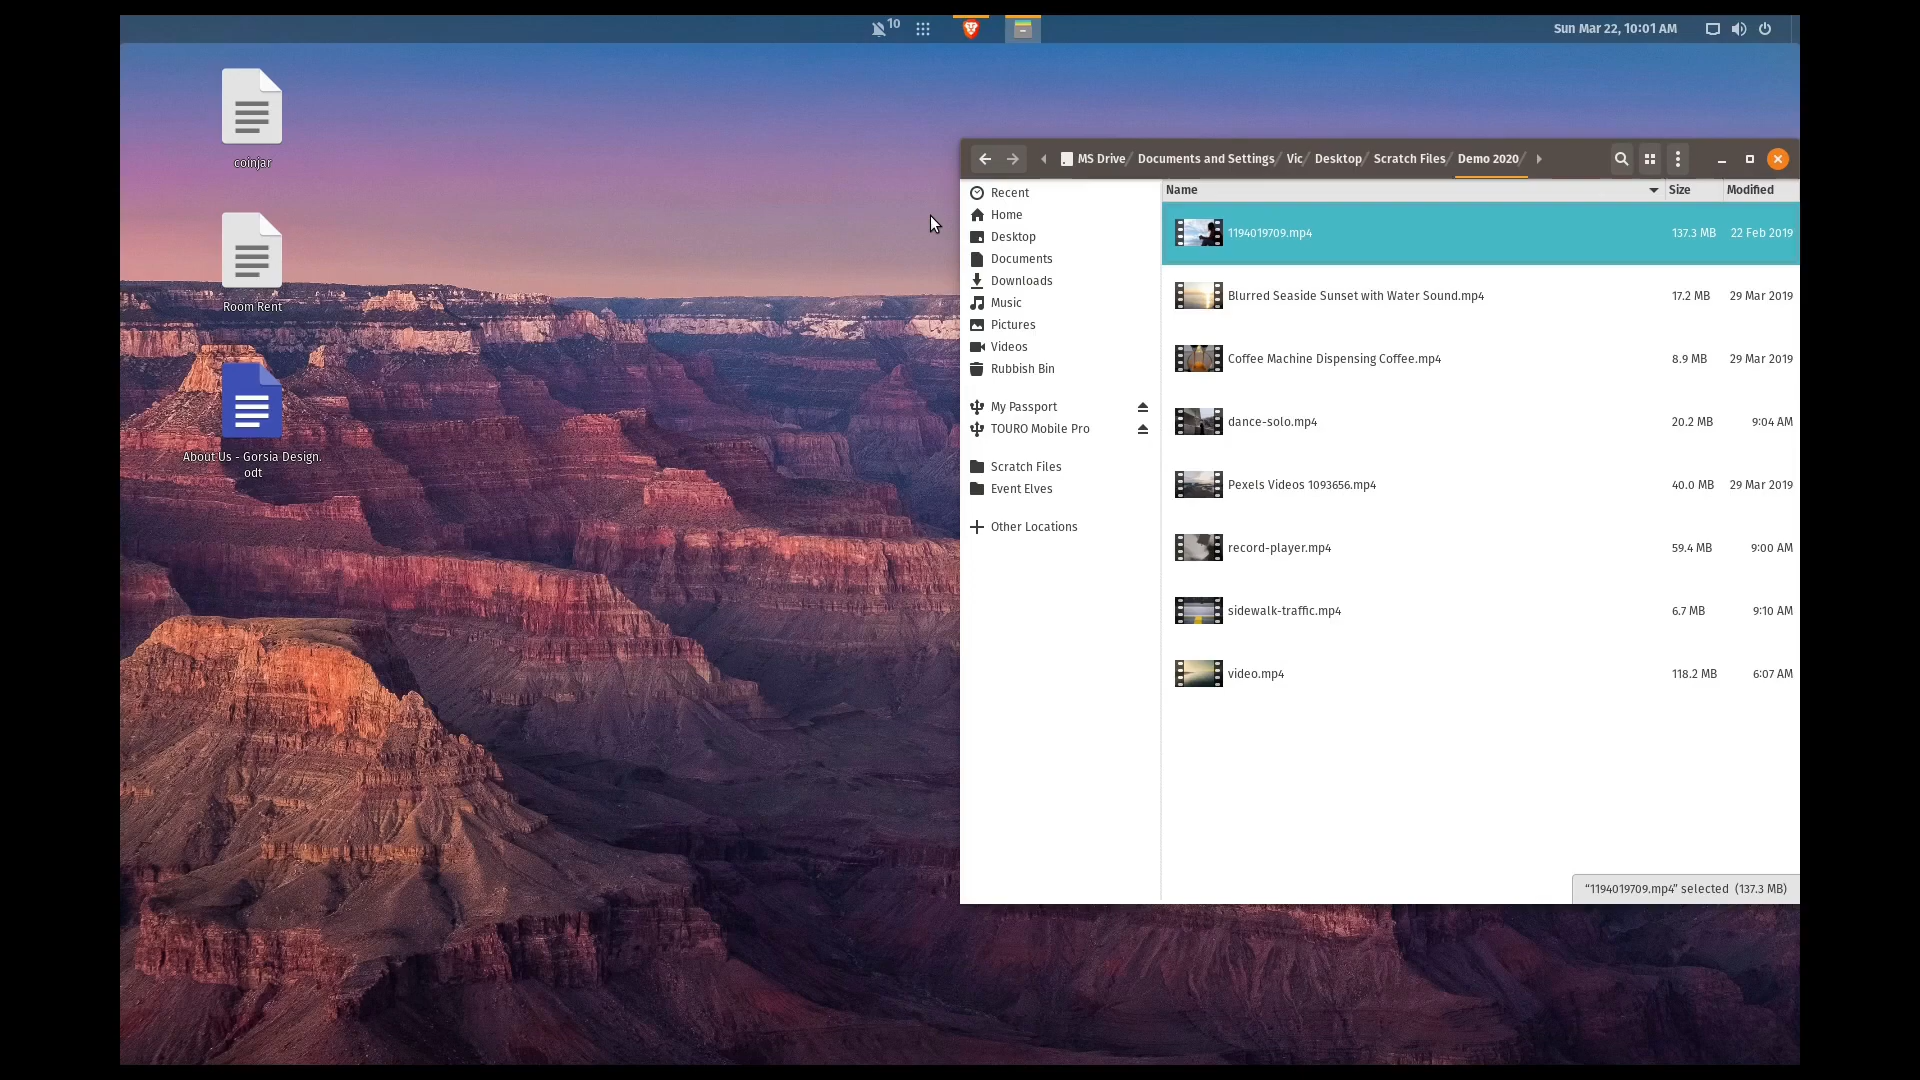 10
Sun Mar 22, 10:01 AM
coinjar
Room Rent
About Us - Gorsia Design.
odt
MS Drive / Documents and Settings / Vic / Desktop / Scratch Files / Demo 2020 /
Recent
Home
Desktop
Documents
Downloads
Music
Pictures
Videos
Rubbish Bin
My Passport
TOURO Mobile Pro
Scratch Files
Event Elves
Other Locations
Name Size Modified
1194019709.mp4 137.3 MB 22 Feb 2019
Blurred Seaside Sunset with Water Sound.mp4 17.2 MB 29 Mar 2019
Coffee Machine Dispensing Coffee.mp4 8.9 MB 29 Mar 2019
dance-solo.mp4 20.2 MB 9:04 AM
Pexels Videos 1093656.mp4 40.0 MB 29 Mar 2019
record-player.mp4 59.4 MB 9:00 AM
sidewalk-traffic.mp4 6.7 MB 9:10 AM
video.mp4 118.2 MB 6:07 AM
“1194019709.mp4” selected (137.3 MB)